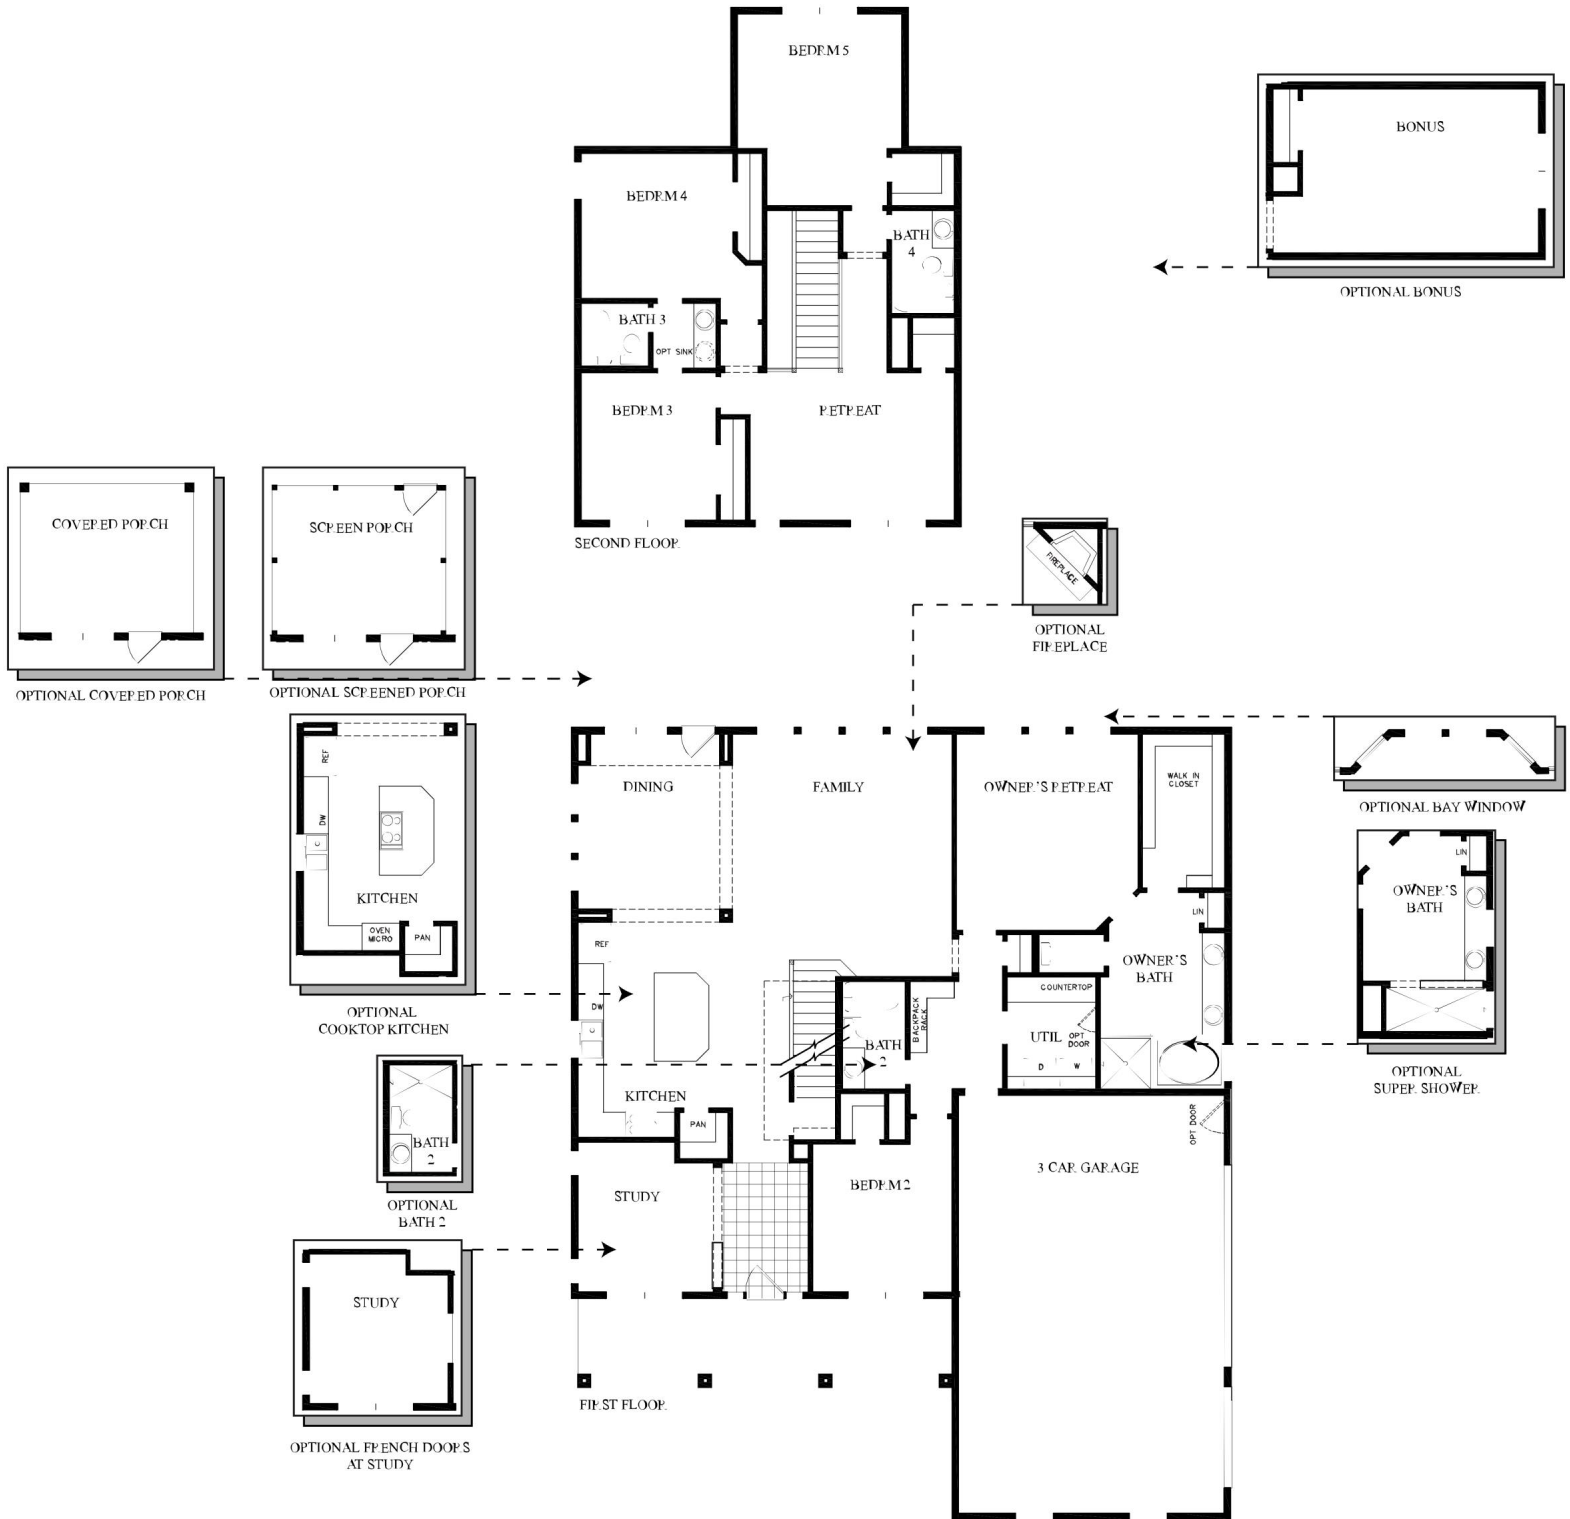 BEDRM 5
BONUS
BEDRM 4
BATH
4
OPTIONAL BONUS
BATH 3
OPT SINK
BEDRM 3
RETREAT
COVERED PORCH
SCREEN PORCH
SECOND FLOOR
FIREPLACE
OPTIONAL
FIREPLACE
OPTIONAL COVERED PORCH
OPTIONAL SCREENED PORCH
REF
DW
KITCHEN
OVEN
MICRO
PAN
OPTIONAL
COOKTOP KITCHEN
DINING
FAMILY
OWNER'S RETREAT
WALK IN
CLOSET
OPTIONAL BAY WINDOW
LIN
OWNER'S
BATH
OPTIONAL
SUPER SHOWER
LIN
REF
OWNER'S
BATH
DW
BACKPACK
RACK
COUNTERTOP
UTIL
OPT
DOOR
D
W
BATH
2
KITCHEN
PAN
BATH
2
OPTIONAL
BATH 2
OPT DOOR
3 CAR GARAGE
STUDY
BEDRM 2
STUDY
FIRST FLOOR
OPTIONAL FRENCH DOORS
AT STUDY